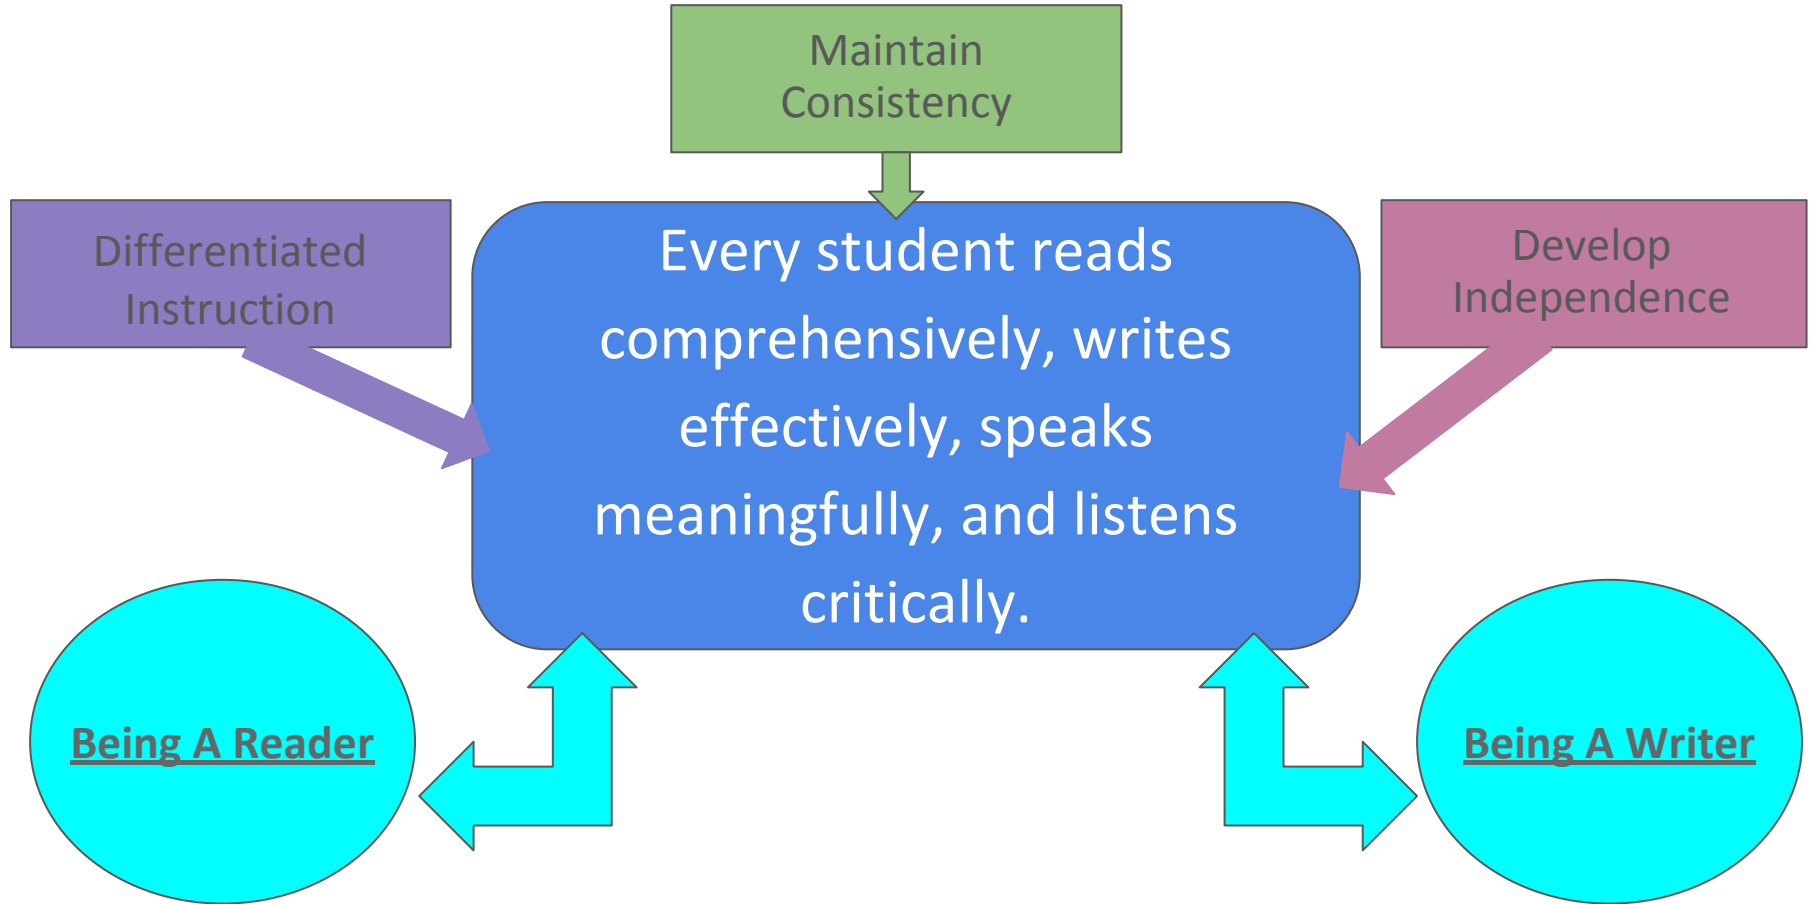 Maintain
Consistency
Differentiated
Instruction
Develop
Independence
Every student reads
comprehensively, writes
effectively, speaks
meaningfully, and listens
critically.
Being A Reader
Being A Writer